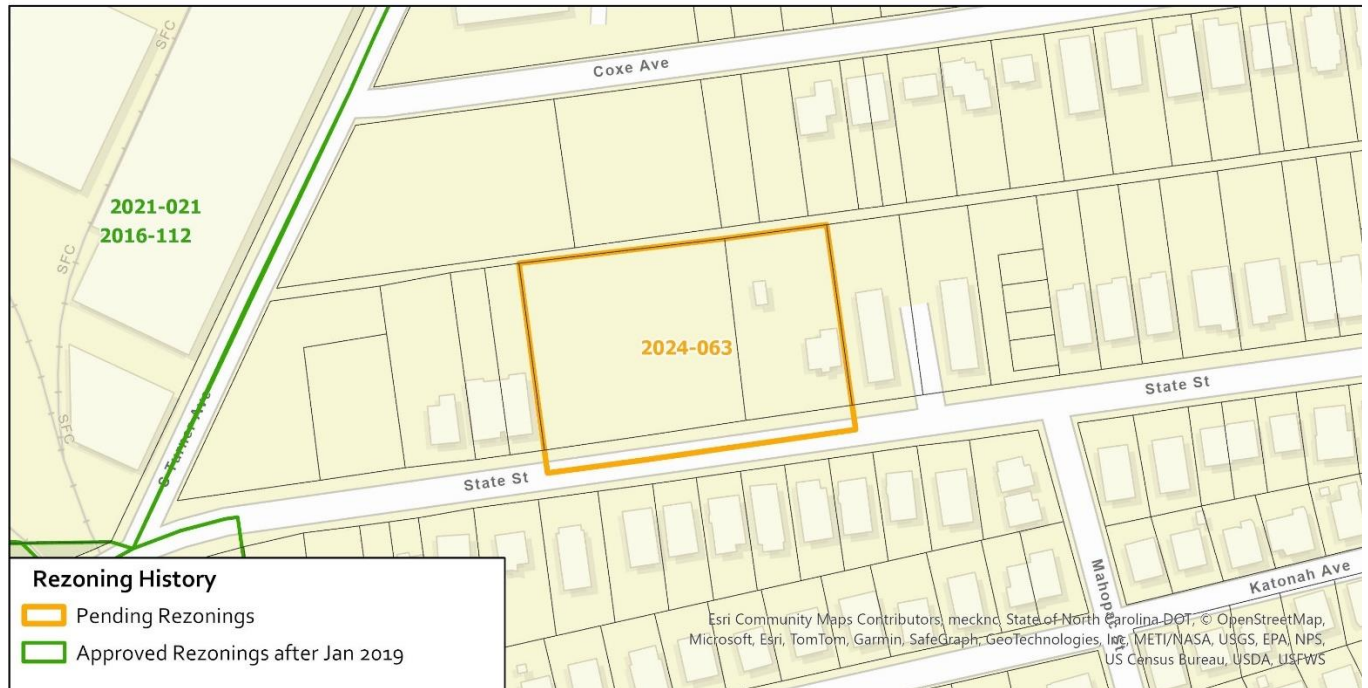 SFC
Coxe Ave
2021-021
2016-112
SFC
2024-063
State St
S Turner Ave
SFC
State St
Mahopac St
Katonah Ave
Rezoning History
Pending Rezonings
Approved Rezonings after Jan 2019
Esri Community Maps Contributors, mecknc, State of North Carolina DOT, © OpenStreetMap,
Microsoft, Esri, TomTom, Garmin, SafeGraph, GeoTechnologies, Inc, METI/NASA, USGS, EPA, NPS,
US Census Bureau, USDA, USFWS